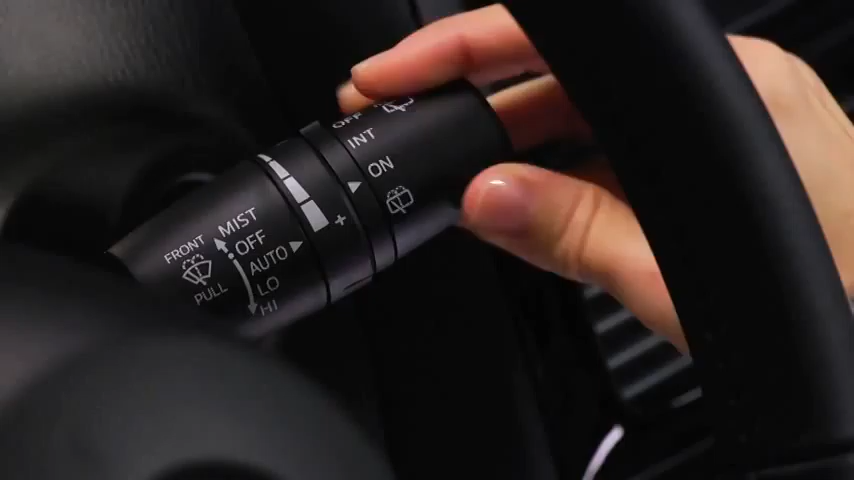 OFF
INT
ON
+
MIST
OFF
AUTO
LO
HI
FRONT
PULL